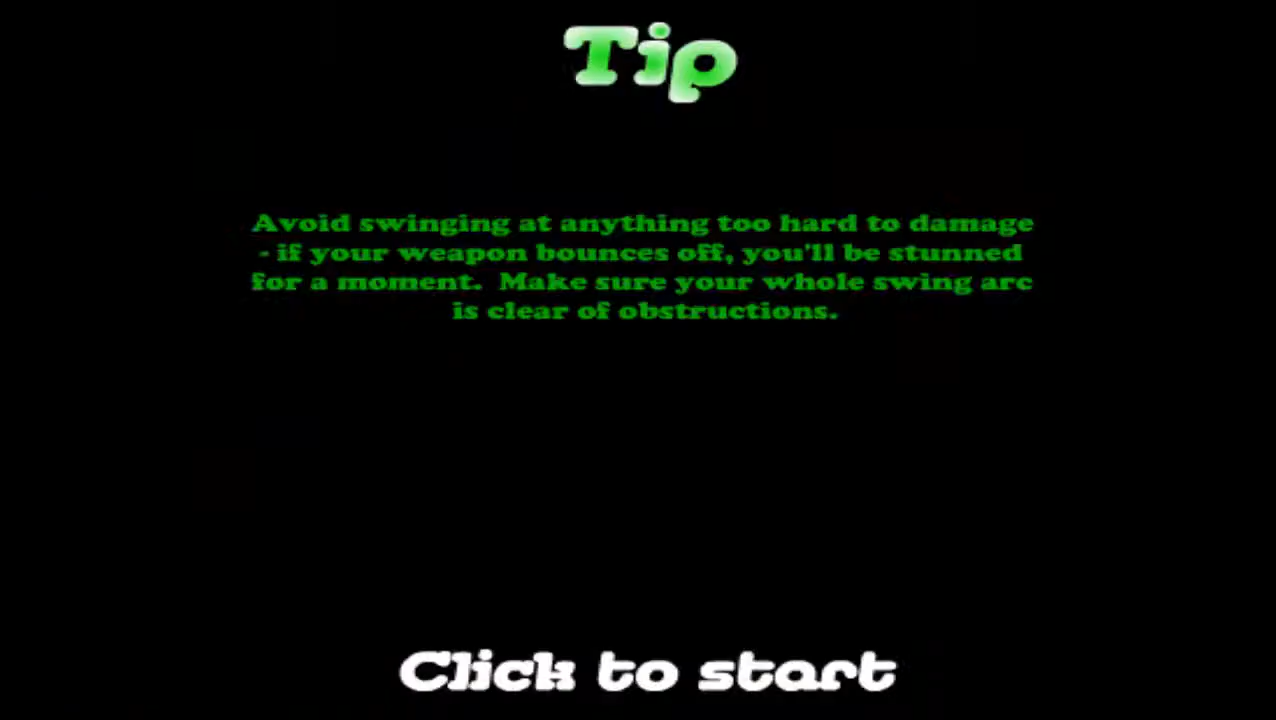 Tip
Avoid swinging at anything too hard to damage
- if your weapon bounces off, you'll be stunned
for a moment.  Make sure your whole swing arc
is clear of obstructions.
Click to start